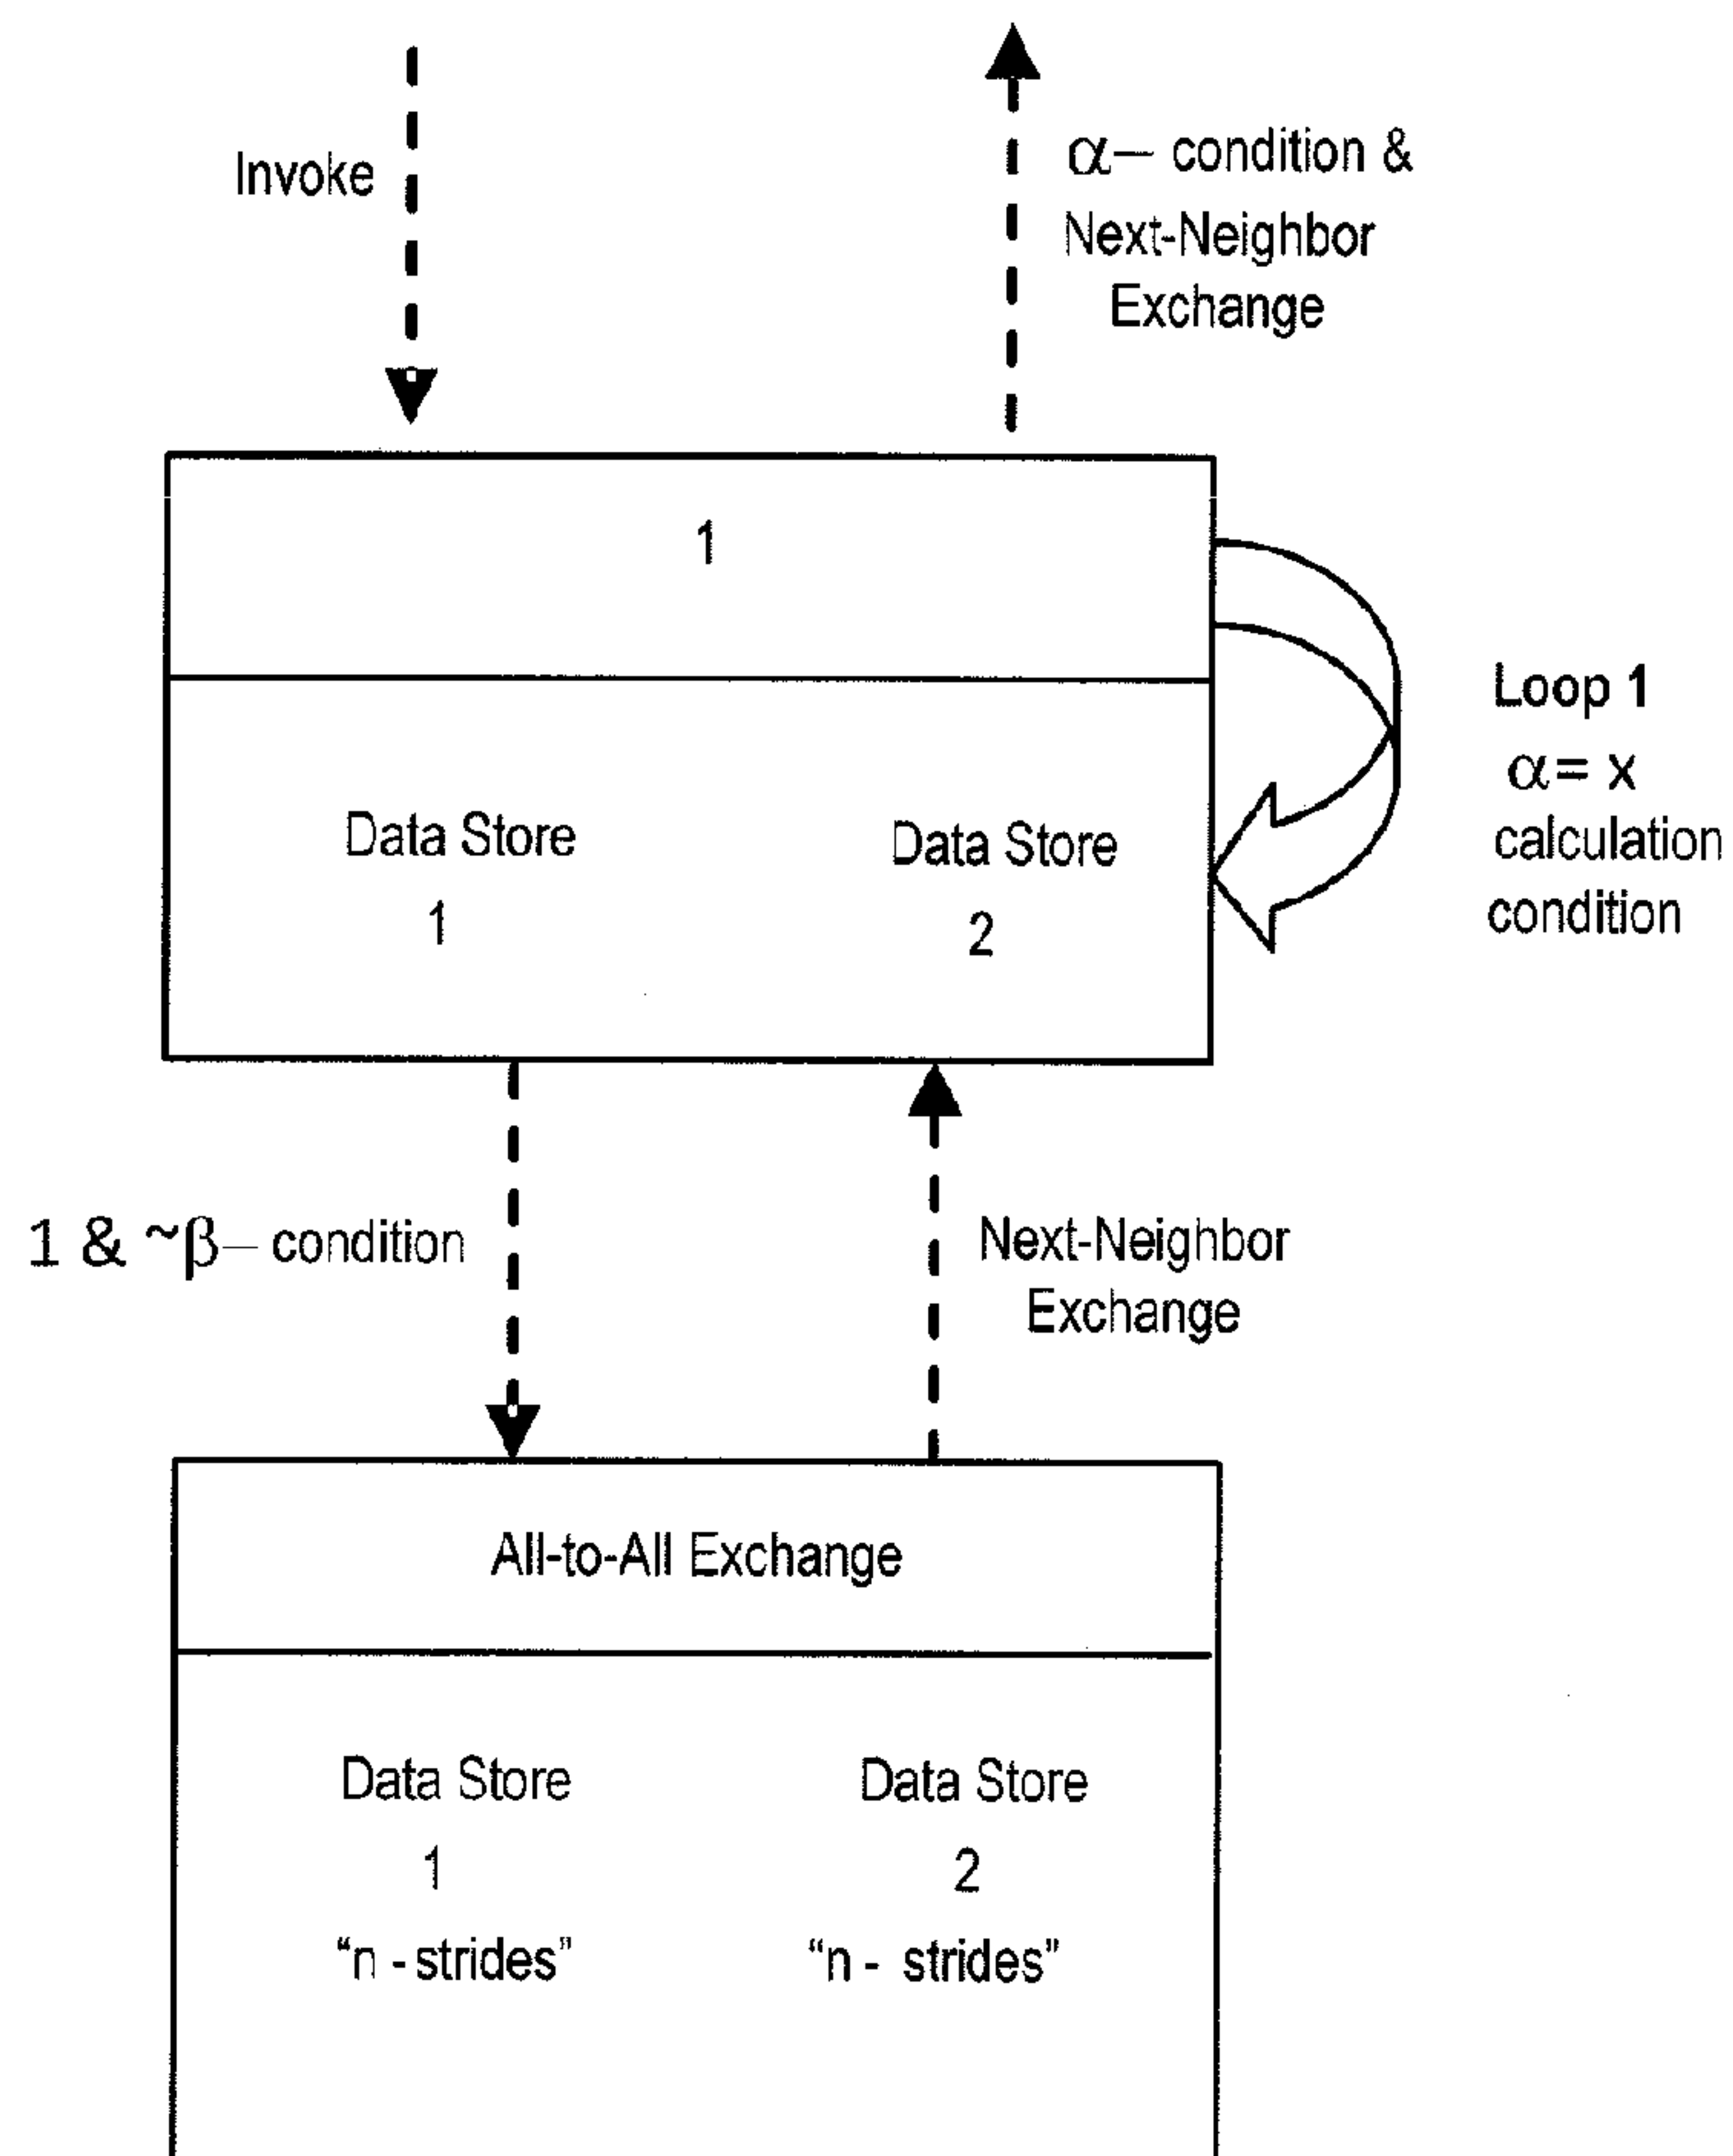 Invoke
α— condition &
Next-Neighbor
Exchange
1
Loop 1
α= x
calculation
condition
Data Store
1
Data Store
2
1 & ~β— condition
Next-Neighbor
Exchange
All-to-All Exchange
Data Store
1
"n - strides"
Data Store
2
"n - strides"